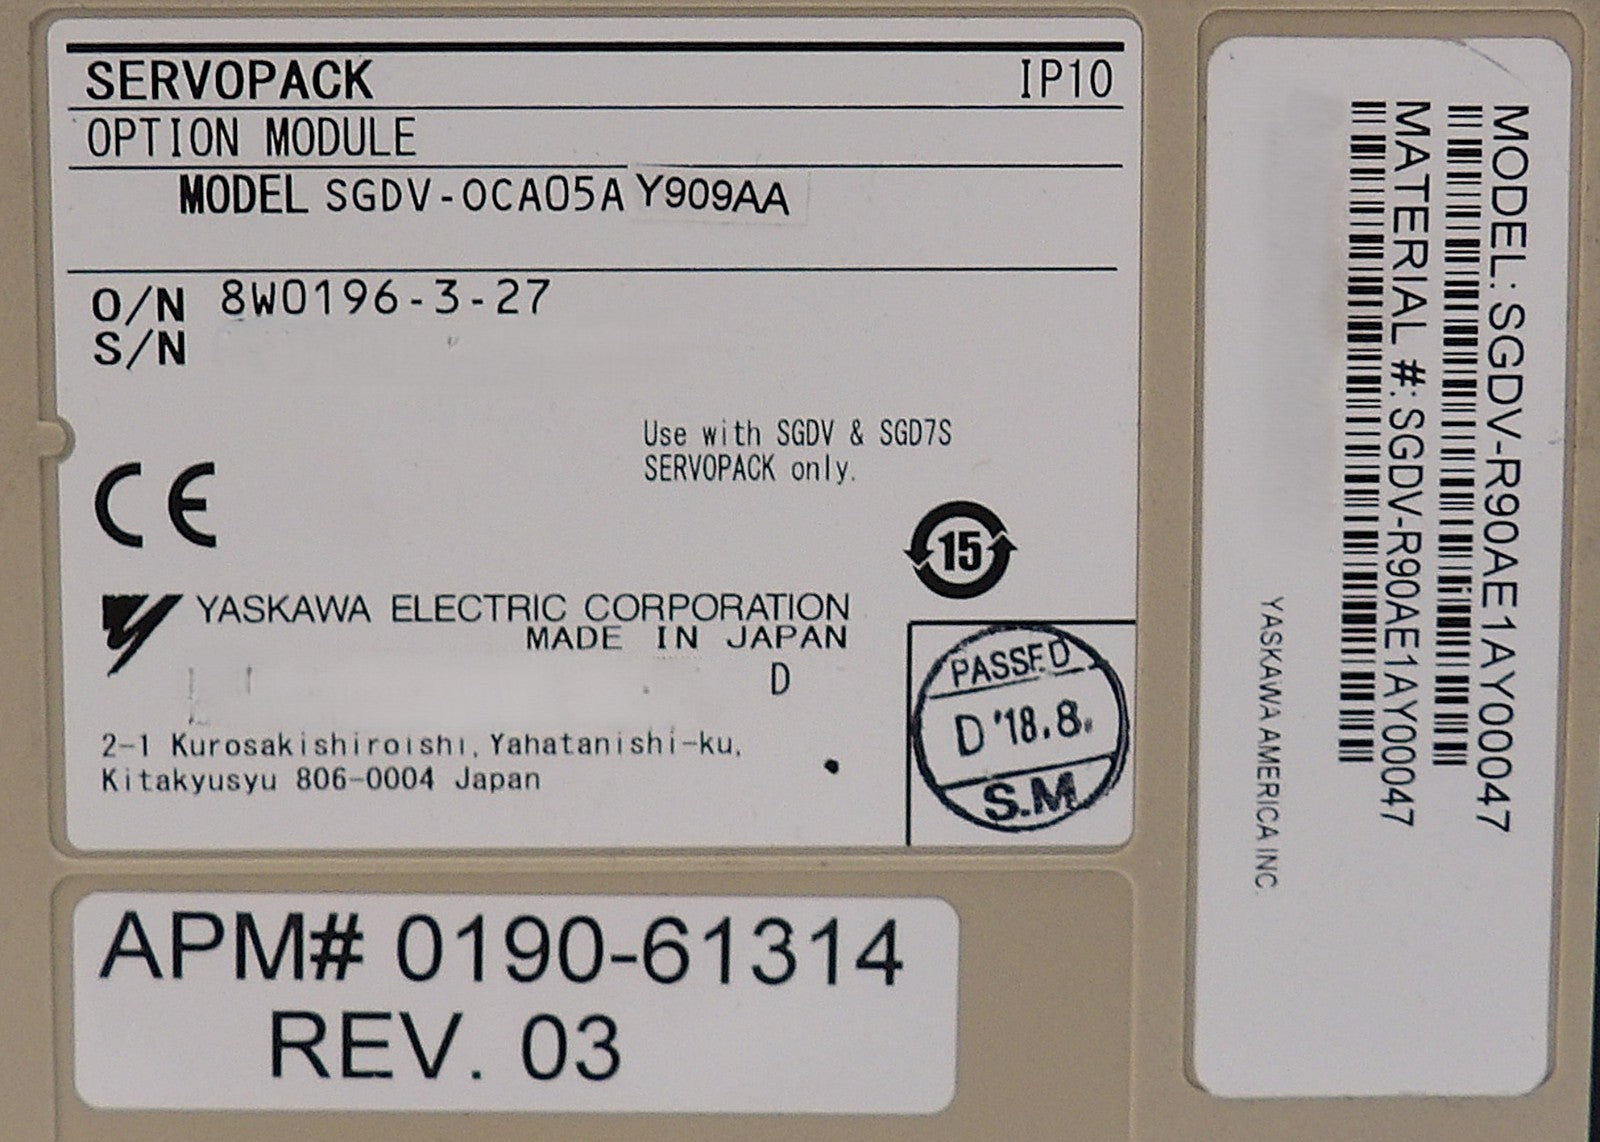 SERVOPACK IP10
OPTION MODULE
MODEL SGDV-OCA05A Y909AA
O/N 8W0196-3-27
S/N
Use with SGDV & SGD7S
SERVOPACK only.
CE
15
YASKAWA ELECTRIC CORPORATION
MADE IN JAPAN
D
2-1 Kurosakishiroishi, Yahatanishi-ku,
Kitakyusyu 806-0004 Japan
PASSED
D '18.8.
S.M
APM# 0190-61314
REV. 03
MODEL: SGDV-R90AE1AY00047
MATERIAL #: SGDV-R90AE1AY00047
YASKAWA AMERICA INC.